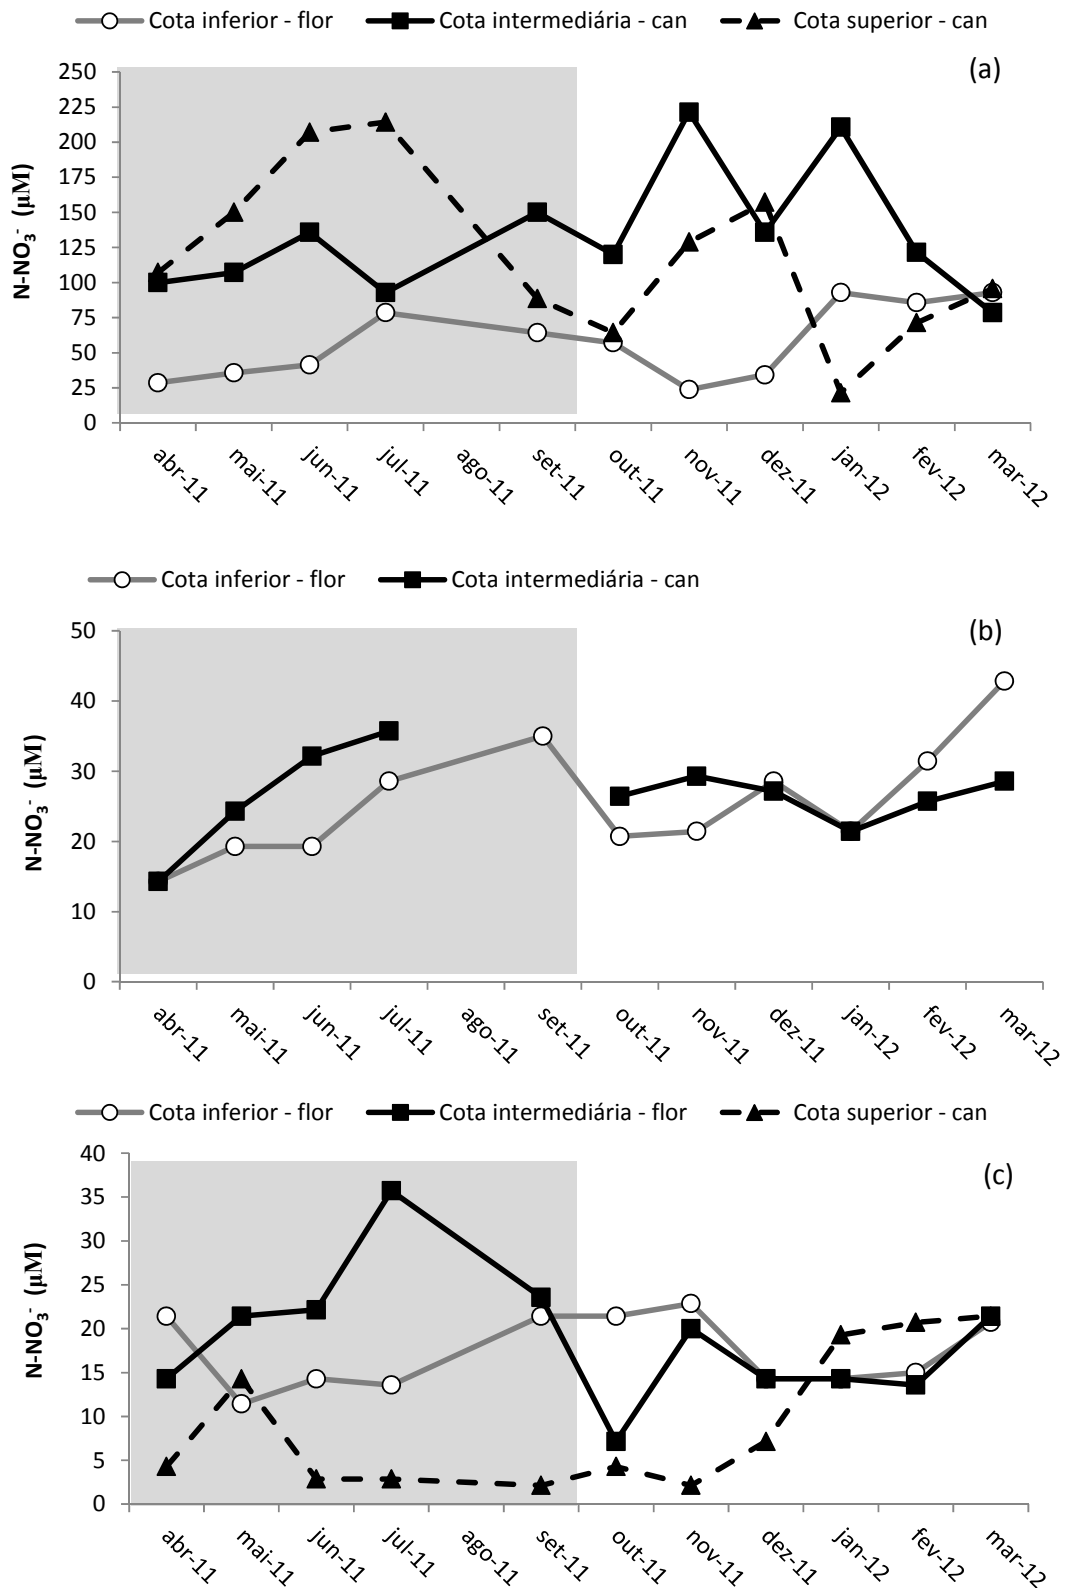 Cota inferior - flor Cota intermediária - can Cota superior - can
(a)
N-NO₃⁻ (µM)
250
225
200
175
150
125
100
75
50
25
0
abr-11 mai-11 jun-11 jul-11 ago-11 set-11 out-11 nov-11 dez-11 jan-12 fev-12 mar-12
Cota inferior - flor Cota intermediária - can
(b)
N-NO₃⁻ (µM)
50
40
30
20
10
0
abr-11 mai-11 jun-11 jul-11 ago-11 set-11 out-11 nov-11 dez-11 jan-12 fev-12 mar-12
Cota inferior - flor Cota intermediária - flor Cota superior - can
(c)
N-NO₃⁻ (µM)
40
35
30
25
20
15
10
5
0
abr-11 mai-11 jun-11 jul-11 ago-11 set-11 out-11 nov-11 dez-11 jan-12 fev-12 mar-12